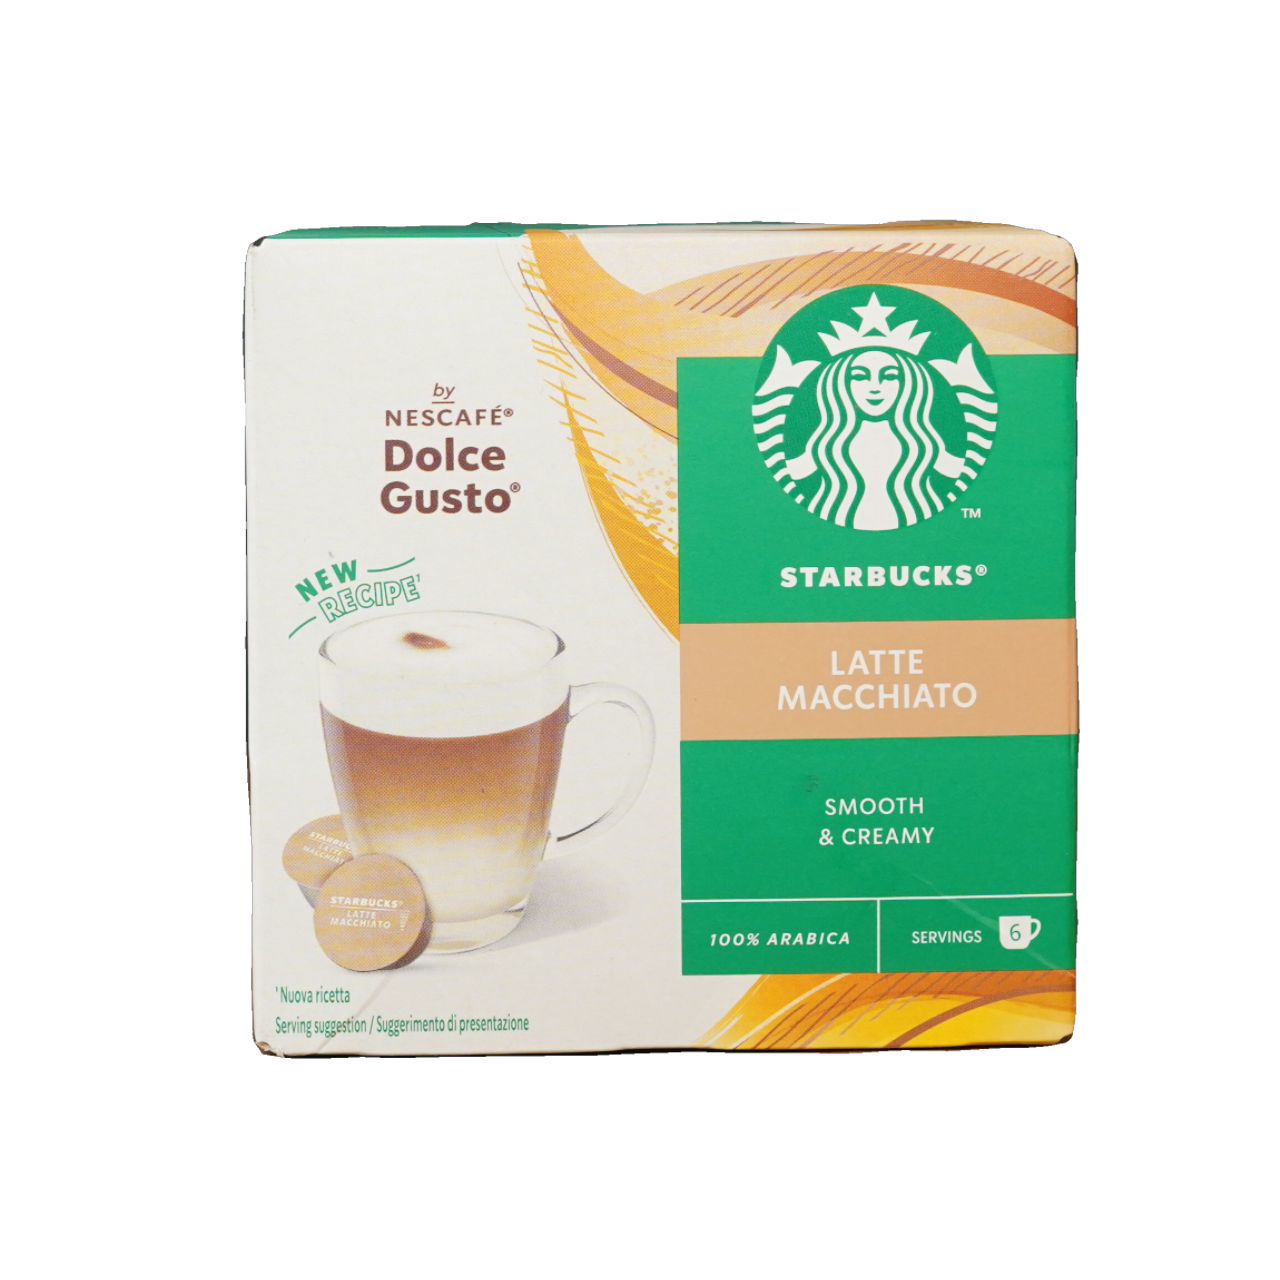 by
NESCAFÉ®
Dolce
Gusto®
NEW
RECIPE¹
STARBUCKS
LATTE
MACCHIATO
STARBUCKS®
LATTE
MACCHIATO
¹Nuova ricetta
Serving suggestion / Suggerimento di presentazione
TM
STARBUCKS®
LATTE
MACCHIATO
SMOOTH
& CREAMY
100% ARABICA
SERVINGS 6